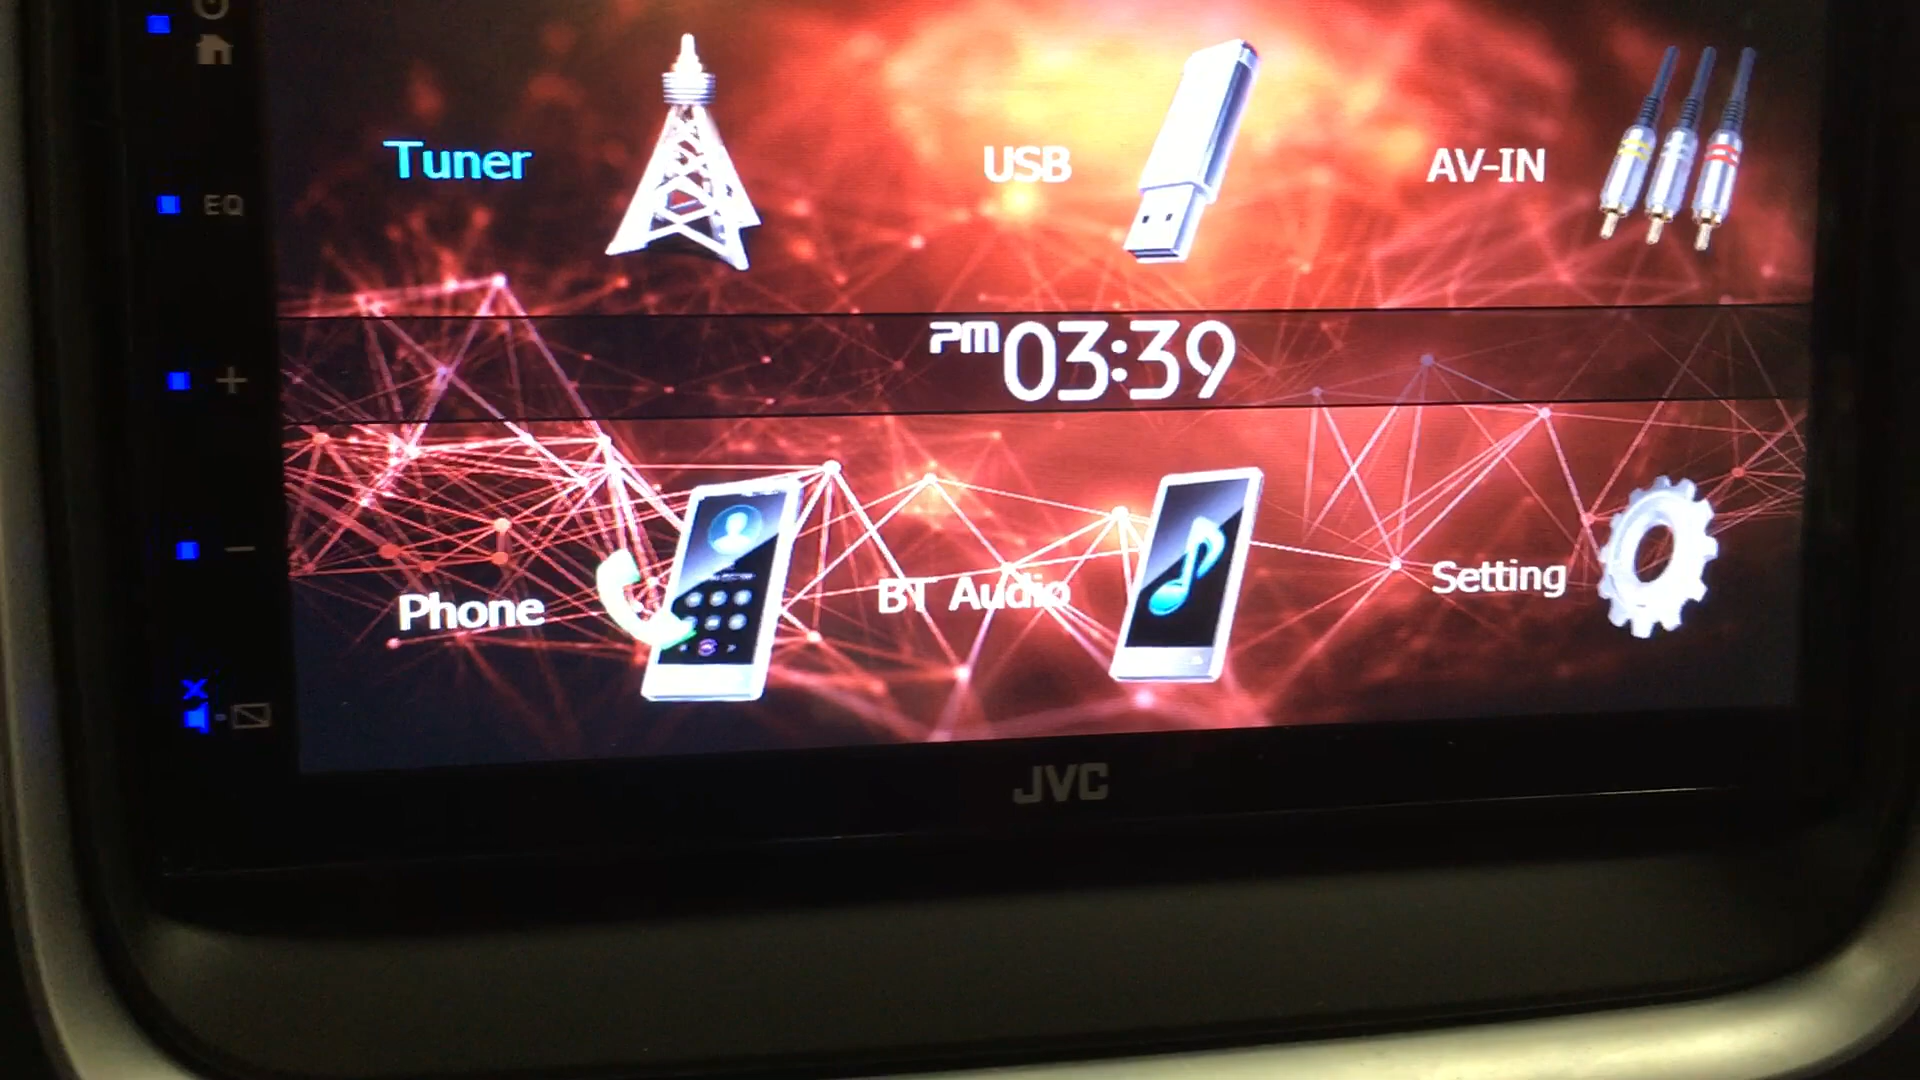 Tuner
USB
AV-IN
EQ
PM 03:39
+
-
Phone
BT Audio
Setting
JVC